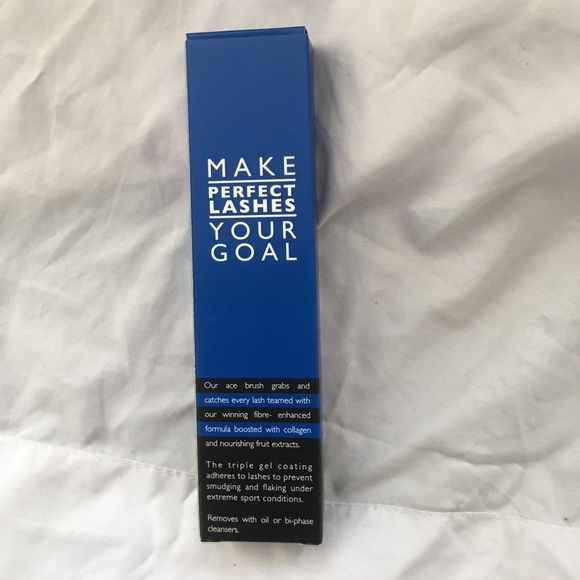 MAKE
PERFECT
LASHES
YOUR
GOAL
Our ace brush grabs and
catches every lash teamed with
our winning fibre- enhanced
formula boosted with collagen
and nourishing fruit extracts.
The triple gel coating
adheres to lashes to prevent
smudging and flaking under
extreme sport conditions.
Removes with oil or bi-phase
cleansers.